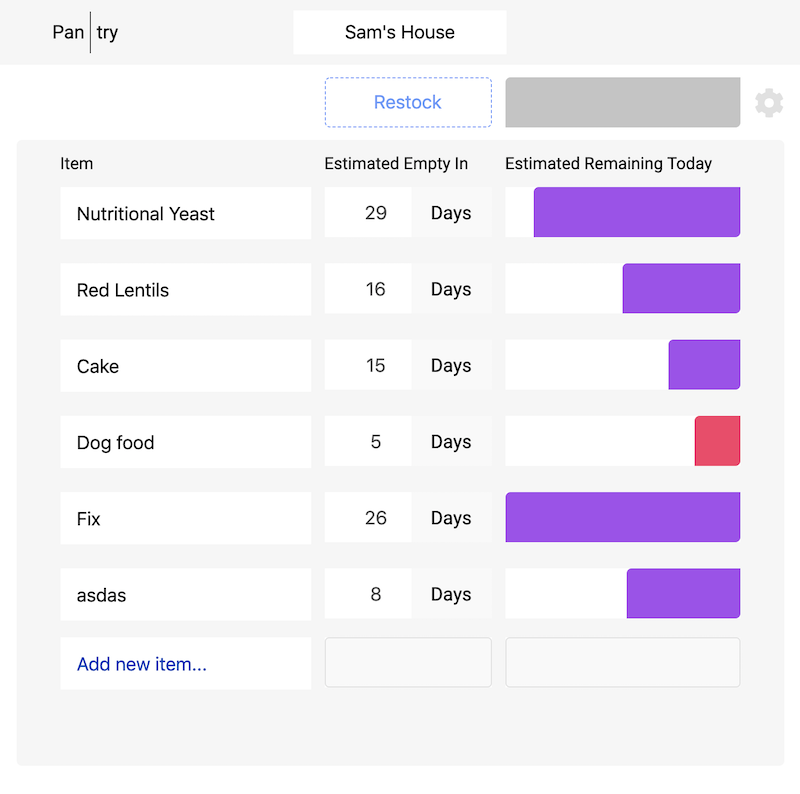 Pan try
Sam's House
Restock
Item Estimated Empty In Estimated Remaining Today
Nutritional Yeast 29 Days
Red Lentils 16 Days
Cake 15 Days
Dog food 5 Days
Fix 26 Days
asdas 8 Days
Add new item...